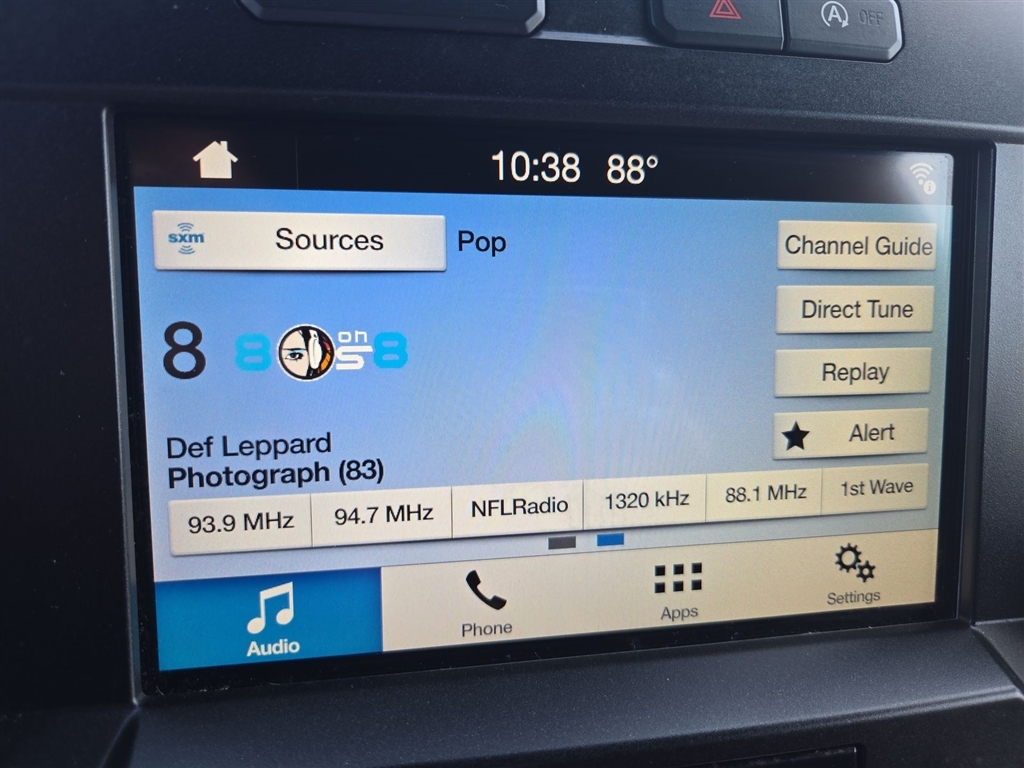 A OFF
10:38 88°
sxm Sources
Pop
Channel Guide
Direct Tune
8
8 on 8
Replay
Alert
Def Leppard
Photograph (83)
93.9 MHz
94.7 MHz
NFLRadio
1320 kHz
88.1 MHz
1st Wave
Audio
Phone
Apps
Settings